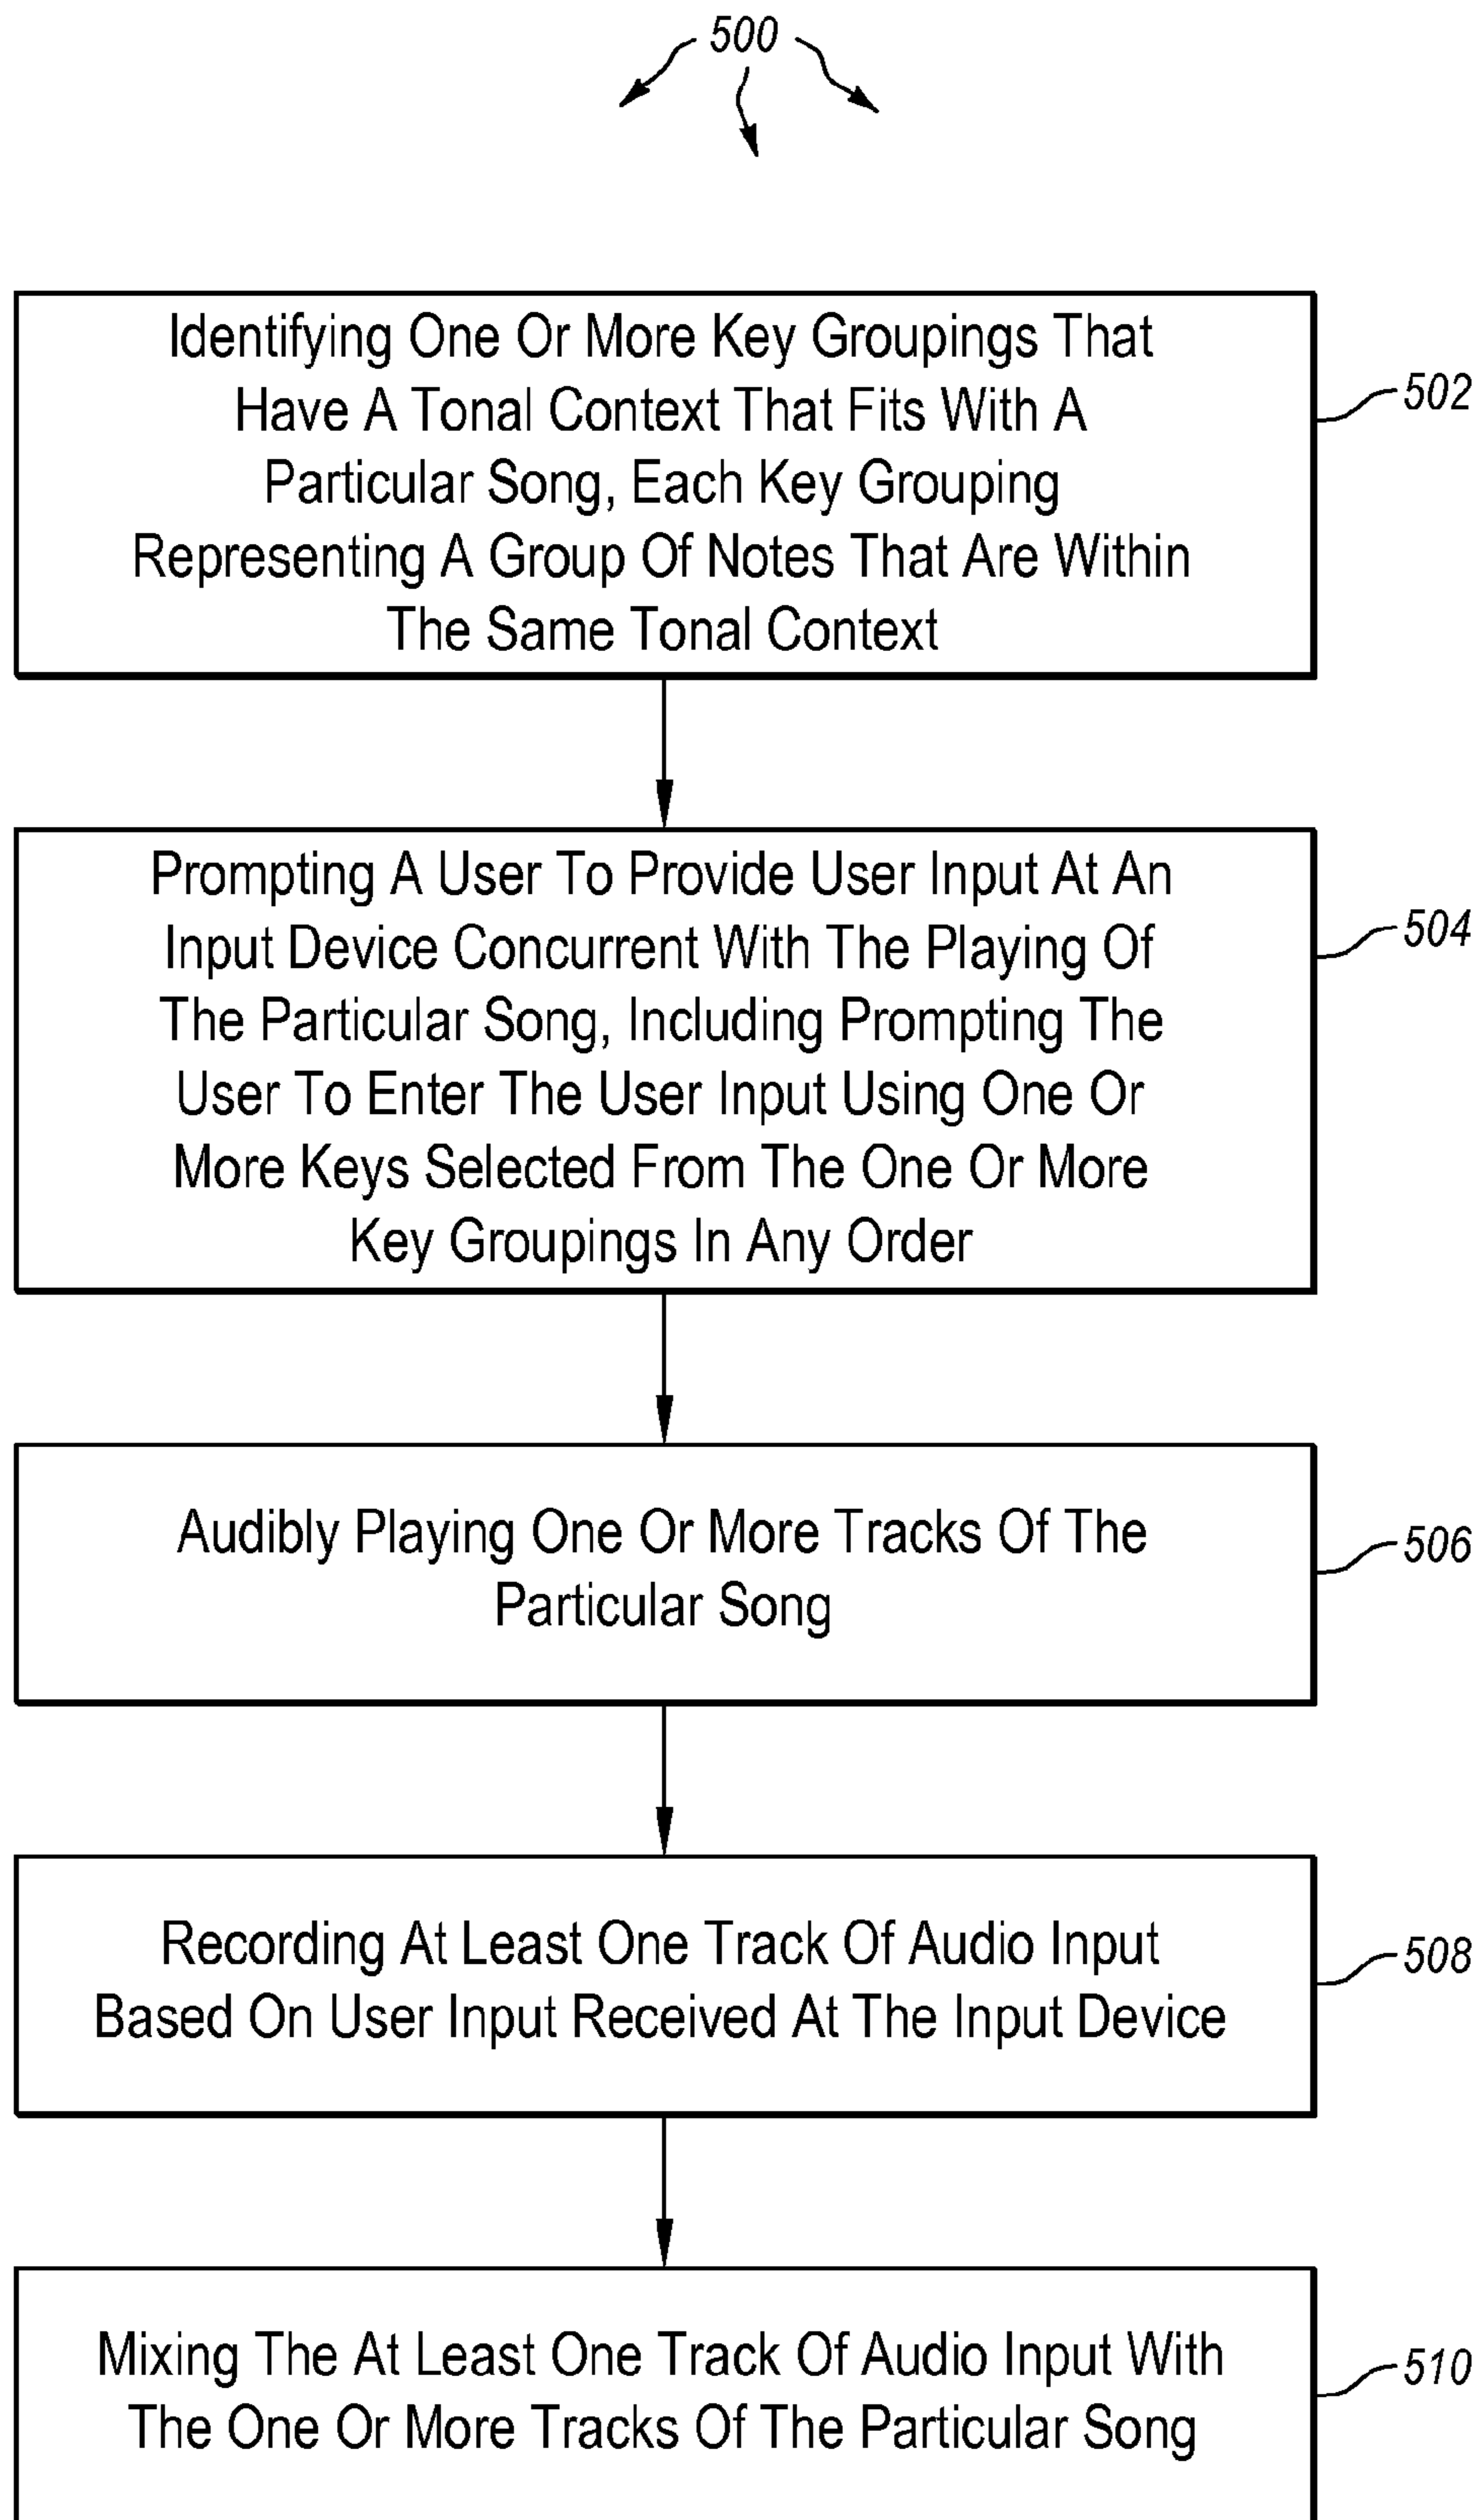 500
Identifying One Or More Key Groupings That
Have A Tonal Context That Fits With A
Particular Song, Each Key Grouping
Representing A Group Of Notes That Are Within
The Same Tonal Context
502
Prompting A User To Provide User Input At An
Input Device Concurrent With The Playing Of
The Particular Song, Including Prompting The
User To Enter The User Input Using One Or
More Keys Selected From The One Or More
Key Groupings In Any Order
504
Audibly Playing One Or More Tracks Of The
Particular Song
506
Recording At Least One Track Of Audio Input
Based On User Input Received At The Input Device
508
Mixing The At Least One Track Of Audio Input With
The One Or More Tracks Of The Particular Song
510